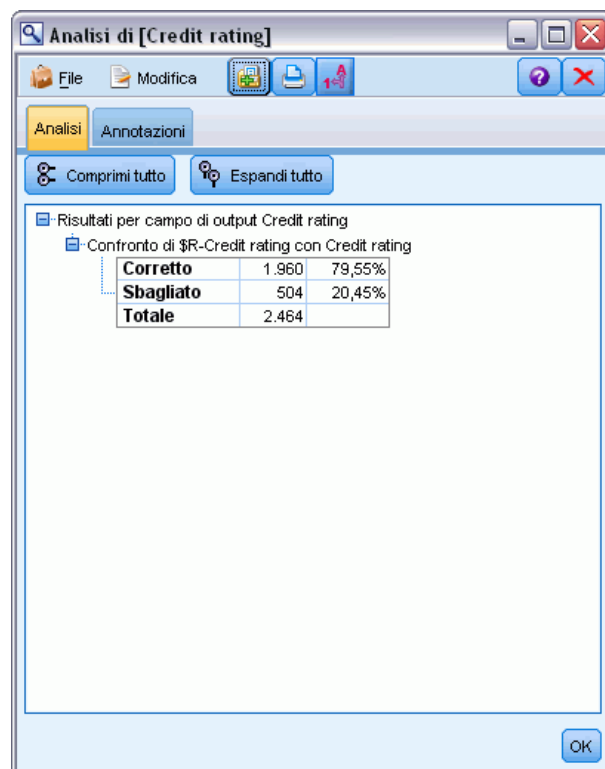 Analisi di [Credit rating]
File Modifica
Analisi Annotazioni
Comprimi tutto Espandi tutto
Risultati per campo di output Credit rating
Confronto di $R-Credit rating con Credit rating
Corretto 1.960 79,55%
Sbagliato 504 20,45%
Totale 2.464
OK